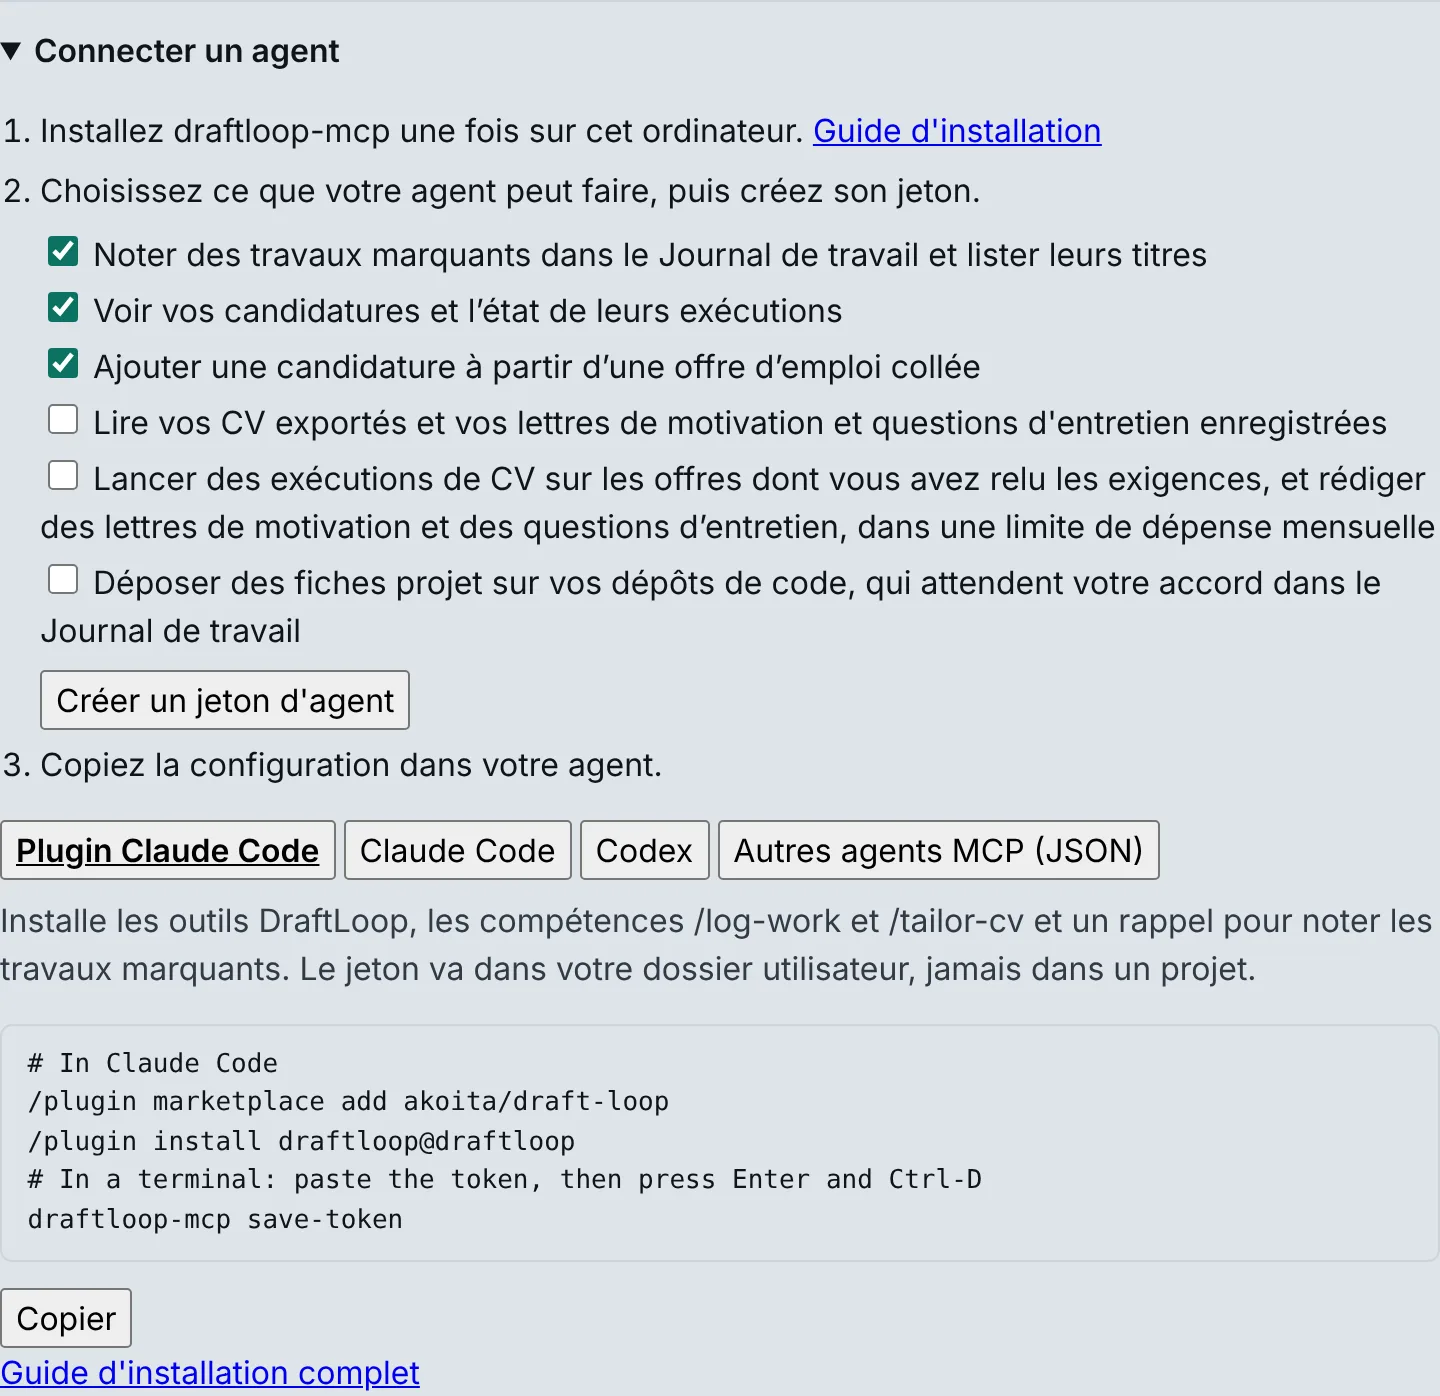 ▼ Connecter un agent
1. Installez draftloop-mcp une fois sur cet ordinateur. Guide d'installation
2. Choisissez ce que votre agent peut faire, puis créez son jeton.
Noter des travaux marquants dans le Journal de travail et lister leurs titres
Voir vos candidatures et l’état de leurs exécutions
Ajouter une candidature à partir d’une offre d’emploi collée
Lire vos CV exportés et vos lettres de motivation et questions d'entretien enregistrées
Lancer des exécutions de CV sur les offres dont vous avez relu les exigences, et rédiger
des lettres de motivation et des questions d’entretien, dans une limite de dépense mensuelle
Déposer des fiches projet sur vos dépôts de code, qui attendent votre accord dans le
Journal de travail
Créer un jeton d'agent
3. Copiez la configuration dans votre agent.
Plugin Claude Code Claude Code Codex Autres agents MCP (JSON)
Installe les outils DraftLoop, les compétences /log-work et /tailor-cv et un rappel pour noter les
travaux marquants. Le jeton va dans votre dossier utilisateur, jamais dans un projet.
# In Claude Code
/plugin marketplace add akoita/draft-loop
/plugin install draftloop@draftloop
# In a terminal: paste the token, then press Enter and Ctrl-D
draftloop-mcp save-token
Copier
Guide d'installation complet